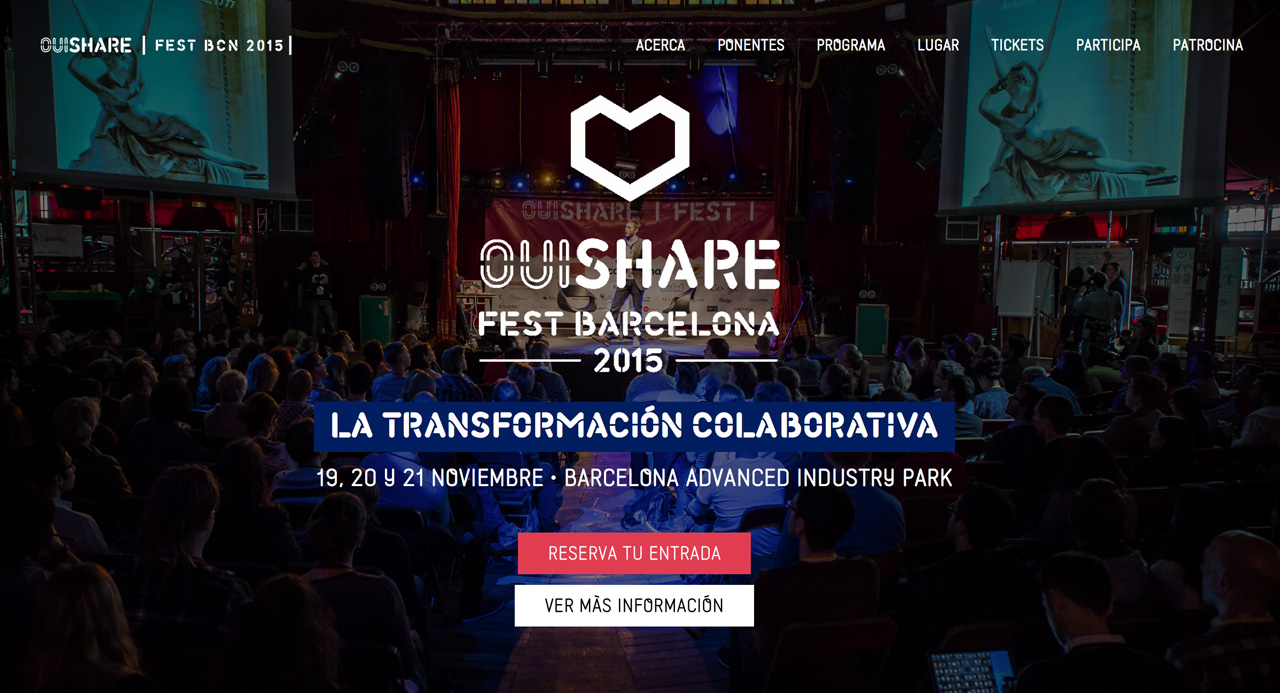 OUISHARE | FEST BCN 2015 |
ACERCA PONENTES PROGRAMA LUGAR TICKETS PARTICIPA PATROCINA
OUISHARE | FEST |
OUISHARE
FEST BARCELONA
2015
LA TRANSFORMACIÓN COLABORATIVA
19, 20 y 21 NOVIEMBRE • BARCELONA ADVANCED INDUSTRY PARK
RESERVA TU ENTRADA
VER MÀS INFORMACIÓN